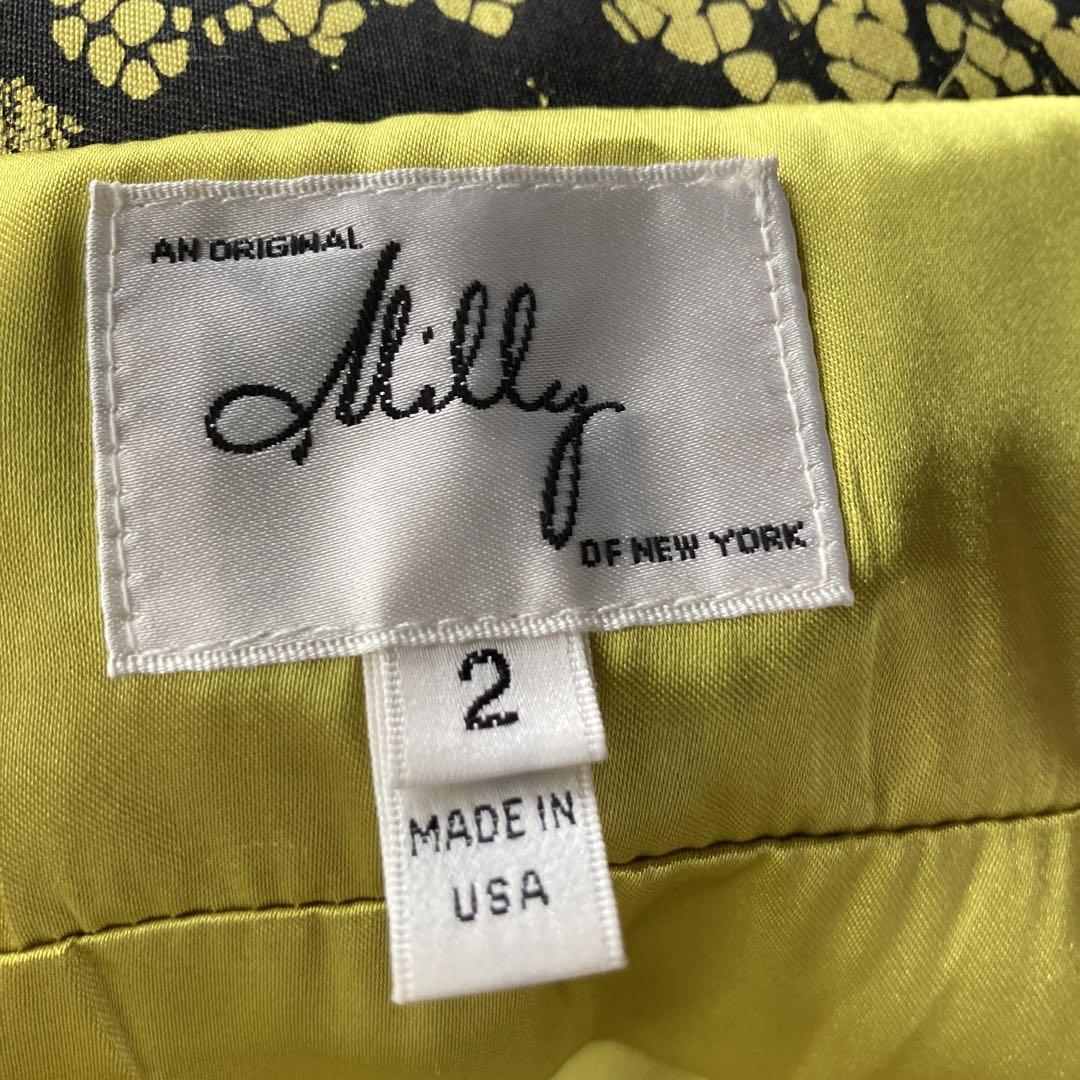 AN ORIGINAL
Milly
OF NEW YORK
2
MADE IN
USA